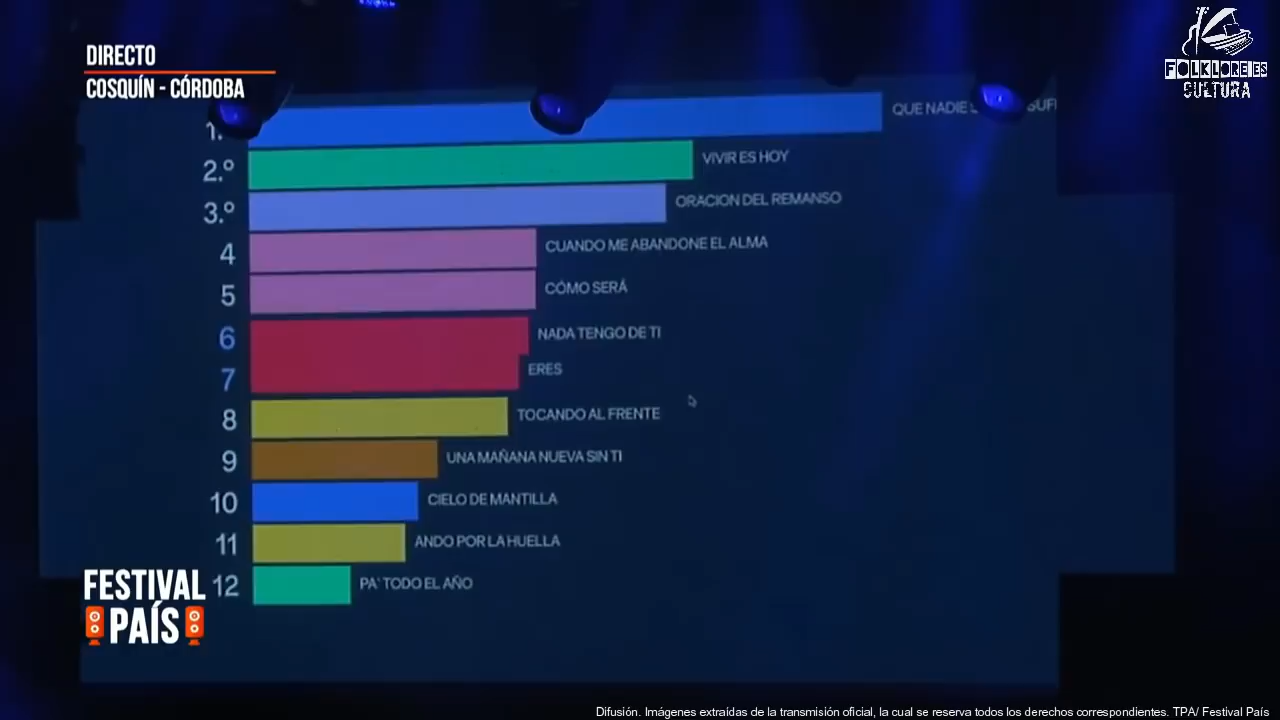 DIRECTO
COSQUÍN - CÓRDOBA
FOLKLORE ES
CULTURA
1. QUE NADIE
2.º VIVIR ES HOY
3.º ORACION DEL REMANSO
4 CUANDO ME ABANDONE EL ALMA
5 CÓMO SERÁ
6 NADA TENGO DE TI
7 ERES
8 TOCANDO AL FRENTE
9 UNA MAÑANA NUEVA SIN TI
10 CIELO DE MANTILLA
11 ANDO POR LA HUELLA
12 PA' TODO EL AÑO
FESTIVAL
PAÍS
Difusión. Imágenes extraídas de la transmisión oficial, la cual se reserva todos los derechos correspondientes. TPA/ Festival País